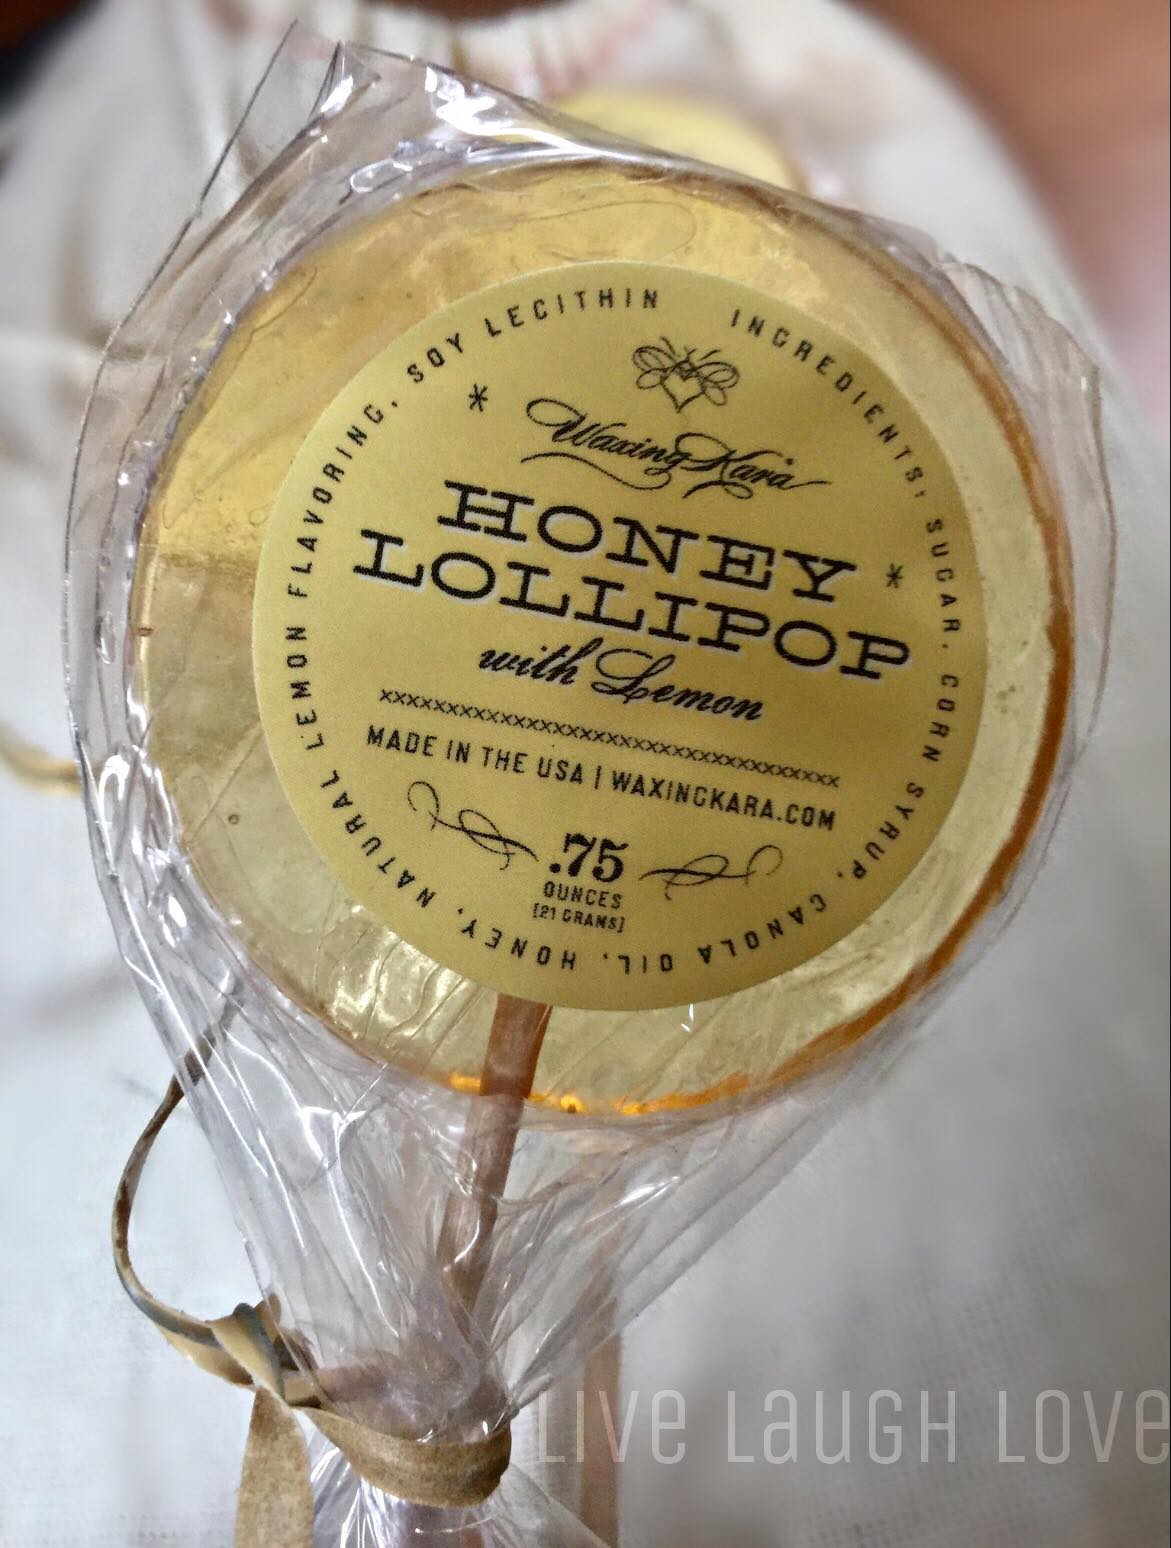 INGREDIENTS: SUGAR, CORN SYRUP, CANOLA OIL, HONEY, NATURAL LEMON FLAVORING, SOY LECITHIN
Waxing Kara
HONEY
LOLLIPOP
with Lemon
xxxxxxxxxxxxxxxxxxxxxxxxxxxxxxxxxxx
MADE IN THE USA | WAXINGKARA.COM
.75
OUNCES
[21 GRAMS]
LIVE LAUGH LOVE